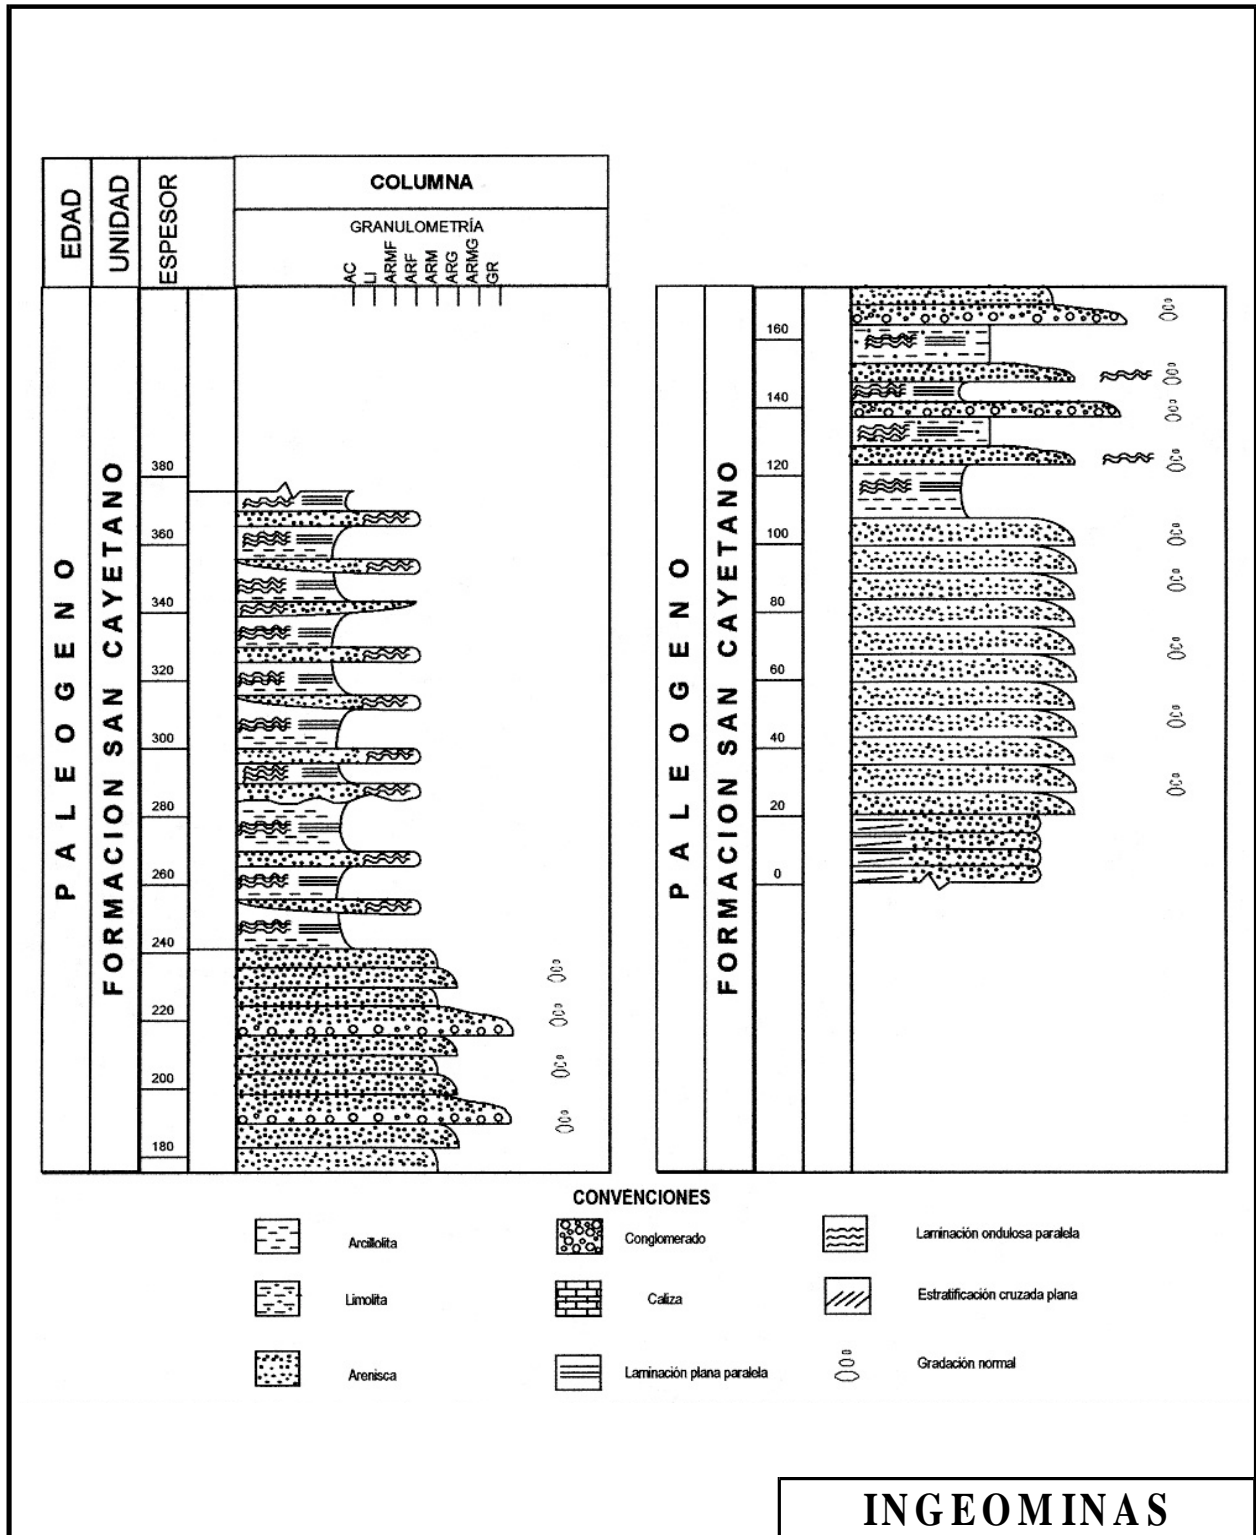 EDAD
UNIDAD
ESPESOR
COLUMNA
GRANULOMETRÍA
AC
LI
ARMF
ARF
ARM
ARG
ARMG
GR
PALEOGENO
FORMACION SAN CAYETANO
380
360
340
320
300
280
260
240
220
200
180
PALEOGENO
FORMACION SAN CAYETANO
160
140
120
100
80
60
40
20
0
CONVENCIONES
Arcillolita
Conglomerado
Laminación ondulosa paralela
Limolita
Caliza
Estratificación cruzada plana
Arenisca
Laminación plana paralela
Gradación normal
INGEOMINAS